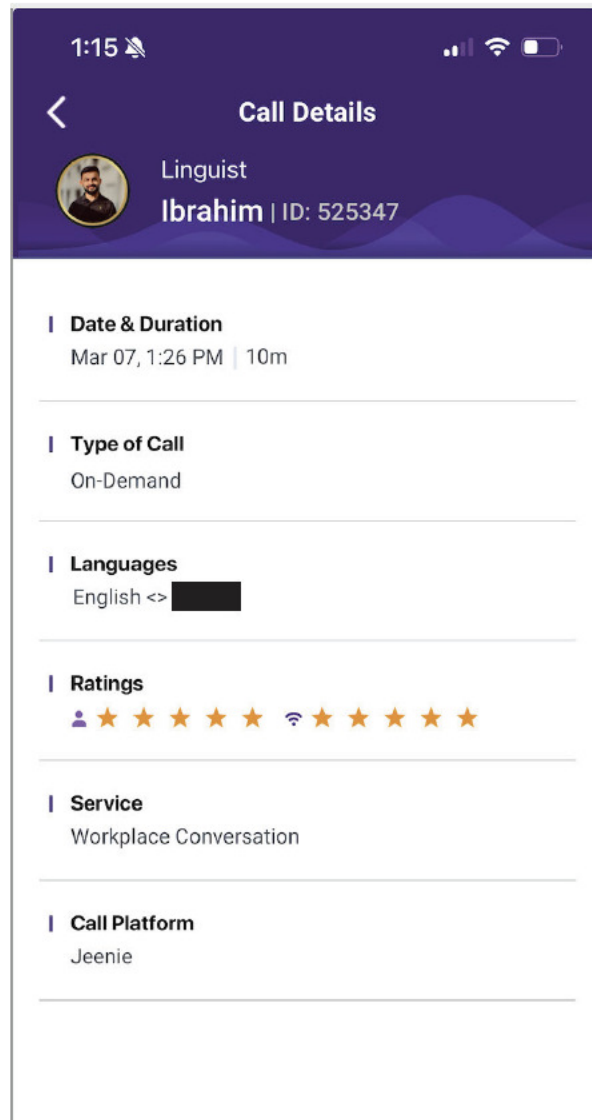 1:15
Call Details
Linguist
Ibrahim | ID: 525347
Date & Duration
Mar 07, 1:26 PM | 10m
Type of Call
On-Demand
Languages
English <>
Ratings
Service
Workplace Conversation
Call Platform
Jeenie